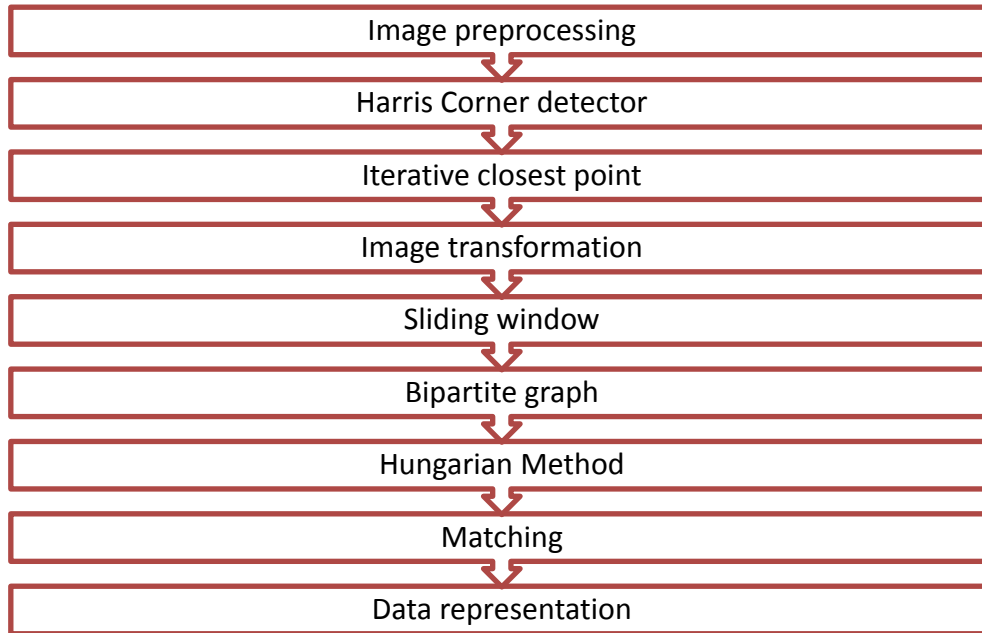 Image preprocessing
Harris Corner detector
Iterative closest point
Image transformation
Sliding window
Bipartite graph
Hungarian Method
Matching
Data representation